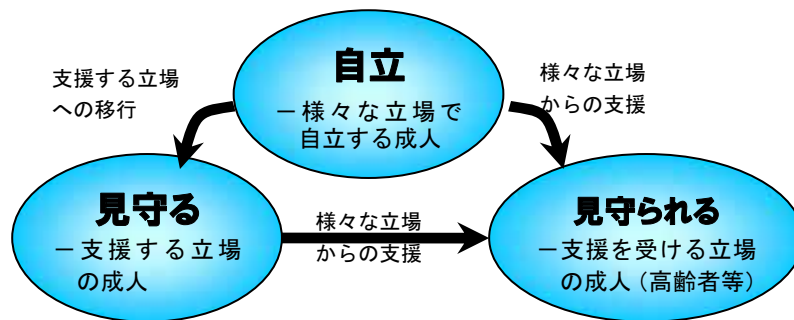 自立
－様々な立場で
自立する成人
支援する立場
への移行
様々な立場
からの支援
見守る
－支援する立場
の成人
様々な立場
からの支援
見守られる
－支援を受ける立場
の成人（高齢者等）